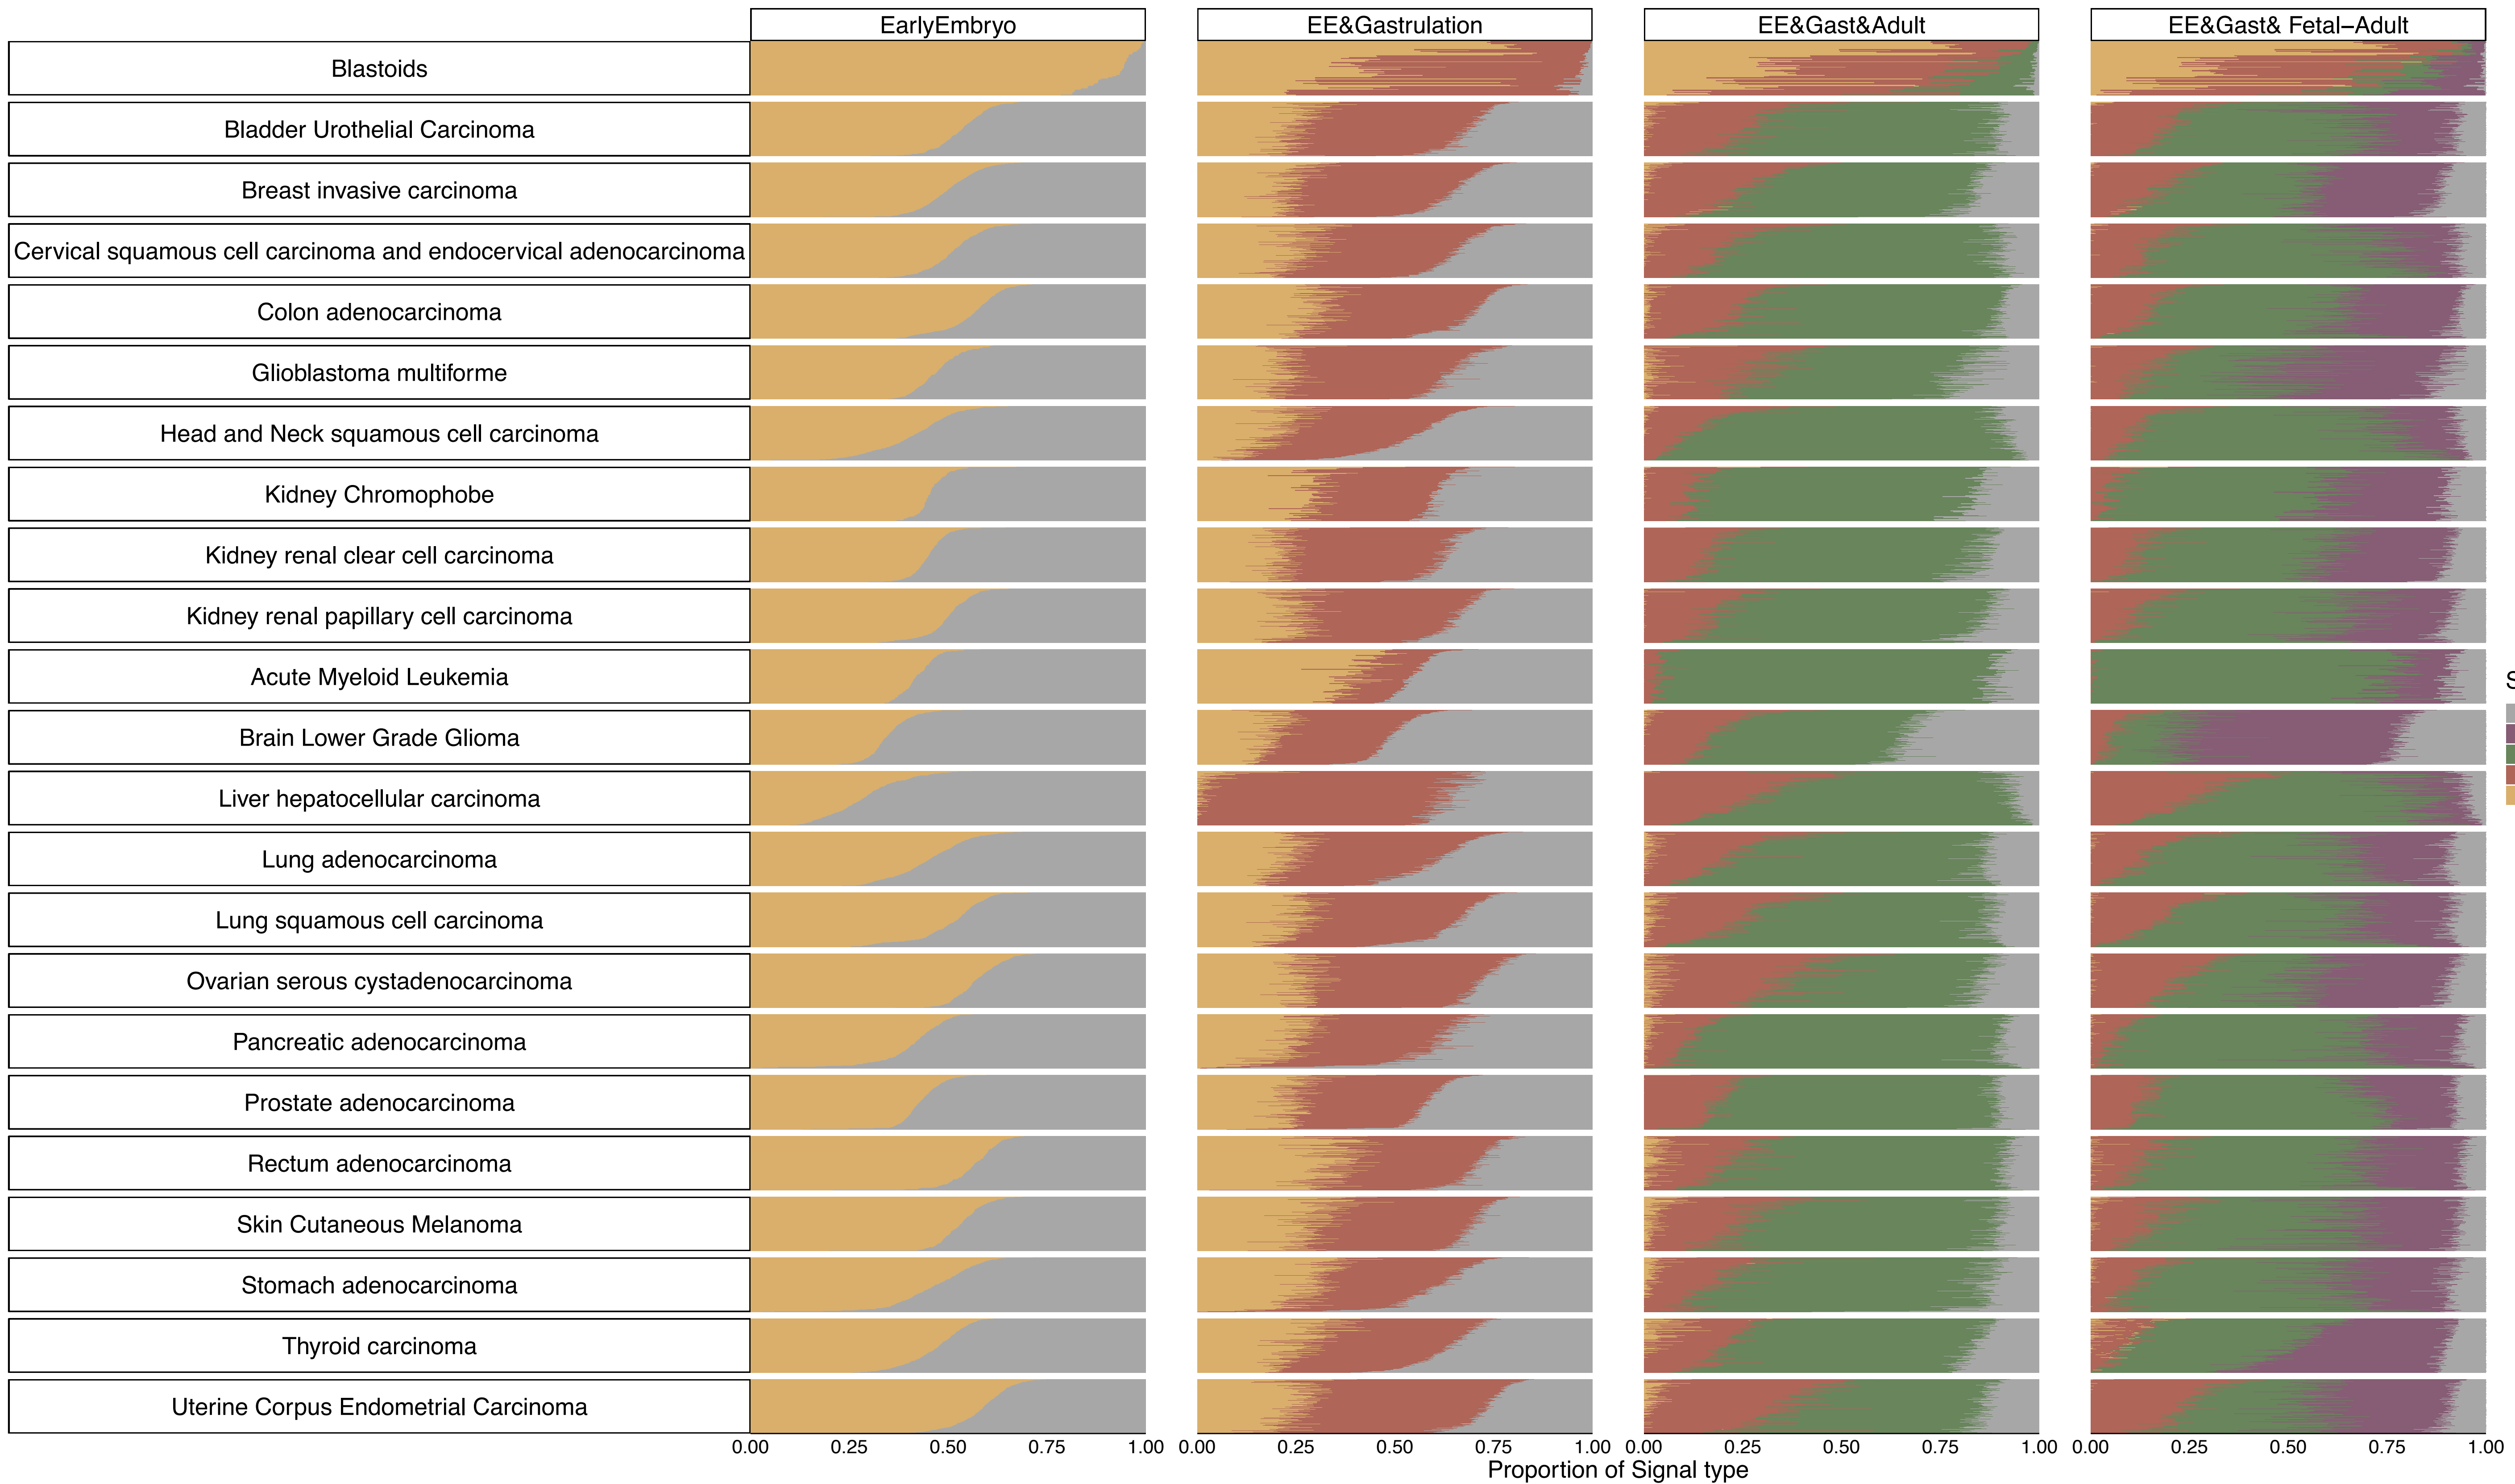 EarlyEmbryo
EE&Gastrulation
EE&Gast&Adult
EE&Gast& Fetal–Adult
Blastoids
Bladder Urothelial Carcinoma
Breast invasive carcinoma
Cervical squamous cell carcinoma and endocervical adenocarcinoma
Colon adenocarcinoma
Glioblastoma multiforme
Head and Neck squamous cell carcinoma
Kidney Chromophobe
Kidney renal clear cell carcinoma
Kidney renal papillary cell carcinoma
Acute Myeloid Leukemia
Brain Lower Grade Glioma
Liver hepatocellular carcinoma
Lung adenocarcinoma
Lung squamous cell carcinoma
Ovarian serous cystadenocarcinoma
Pancreatic adenocarcinoma
Prostate adenocarcinoma
Rectum adenocarcinoma
Skin Cutaneous Melanoma
Stomach adenocarcinoma
Thyroid carcinoma
Uterine Corpus Endometrial Carcinoma
0.00 0.25 0.50 0.75 1.00 0.00 0.25 0.50 0.75 1.00 0.00 0.25 0.50 0.75 1.00 0.00 0.25 0.50 0.75 1.00
Proportion of Signal type